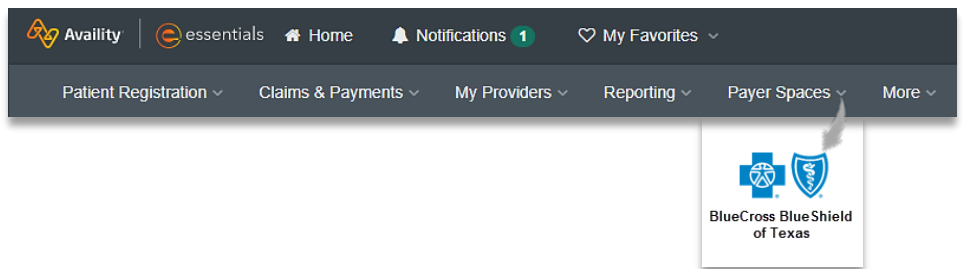 Availity essentials Home Notifications 1 My Favorites
Patient Registration Claims & Payments My Providers Reporting Payer Spaces More
BlueCross BlueShield
of Texas